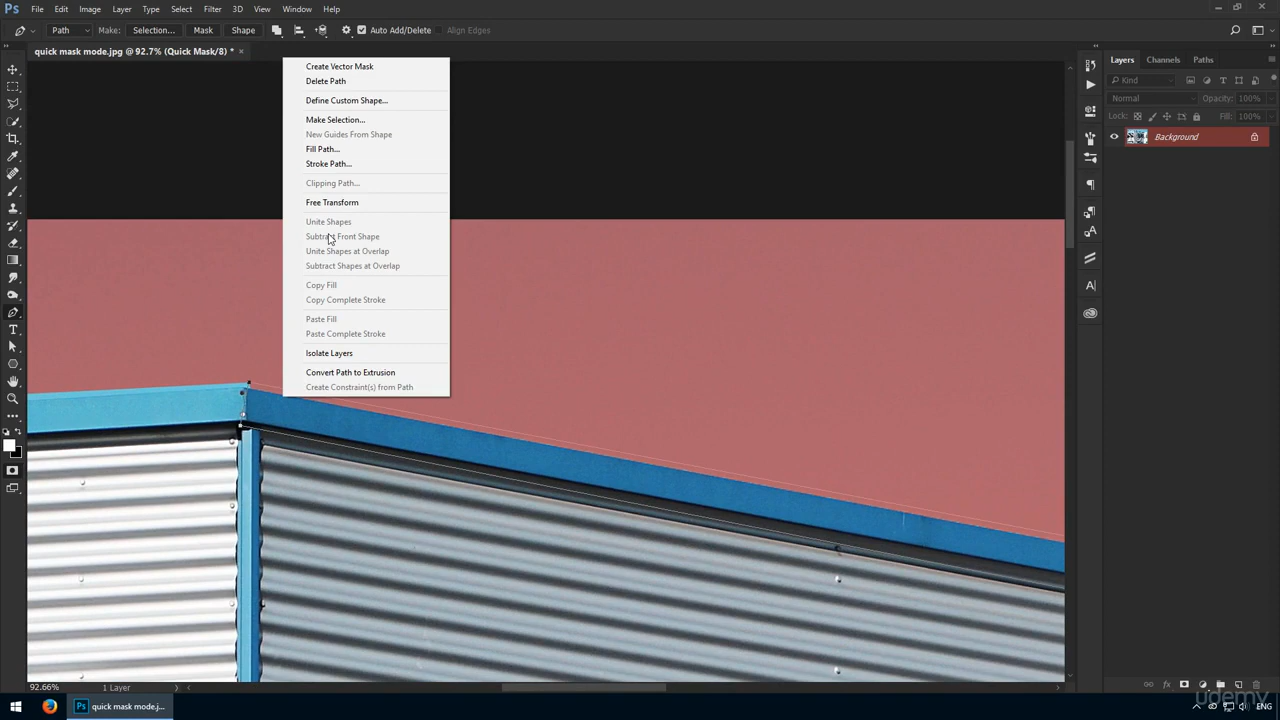 Ps File Edit Image Layer Type Select Filter 3D View Window Help
Path Make: Selection... Mask Shape Auto Add/Delete Align Edges
quick mask mode.jpg @ 92.7% (Quick Mask/8) * ×
Create Vector Mask
Delete Path
Define Custom Shape...
Make Selection...
New Guides From Shape
Fill Path...
Stroke Path...
Clipping Path...
Free Transform
Unite Shapes
Subtract Front Shape
Unite Shapes at Overlap
Subtract Shapes at Overlap
Copy Fill
Copy Complete Stroke
Paste Fill
Paste Complete Stroke
Isolate Layers
Convert Path to Extrusion
Create Constraint(s) from Path
Layers Channels Paths
Kind
Normal Opacity: 100%
Lock: Fill: 100%
Background
92.66% 1 Layer
udemy
Ps quick mask mode.j... ENG